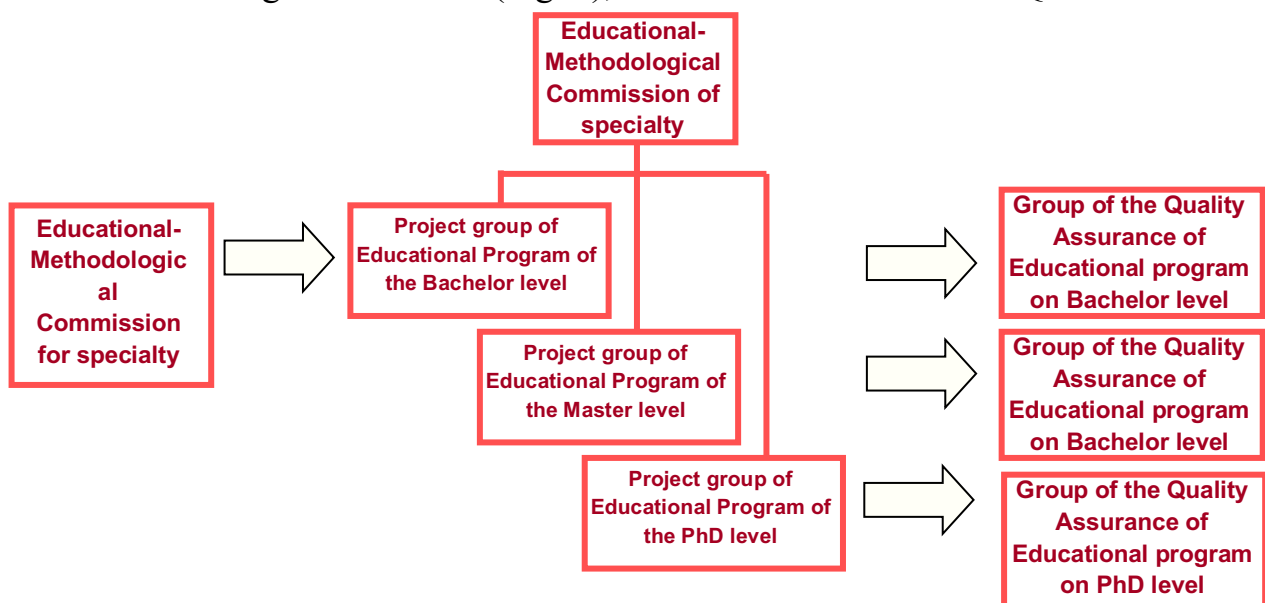 Educational-
Methodological
Commission of
specialty
Educational-
Methodologic
al
Commission
for specialty
Project group of
Educational Program of
the Bachelor level
Project group of
Educational Program of
the Master level
Project group of
Educational Program of
the PhD level
Group of the Quality
Assurance of
Educational program
on Bachelor level
Group of the Quality
Assurance of
Educational program
on Bachelor level
Group of the Quality
Assurance of
Educational program
on PhD level